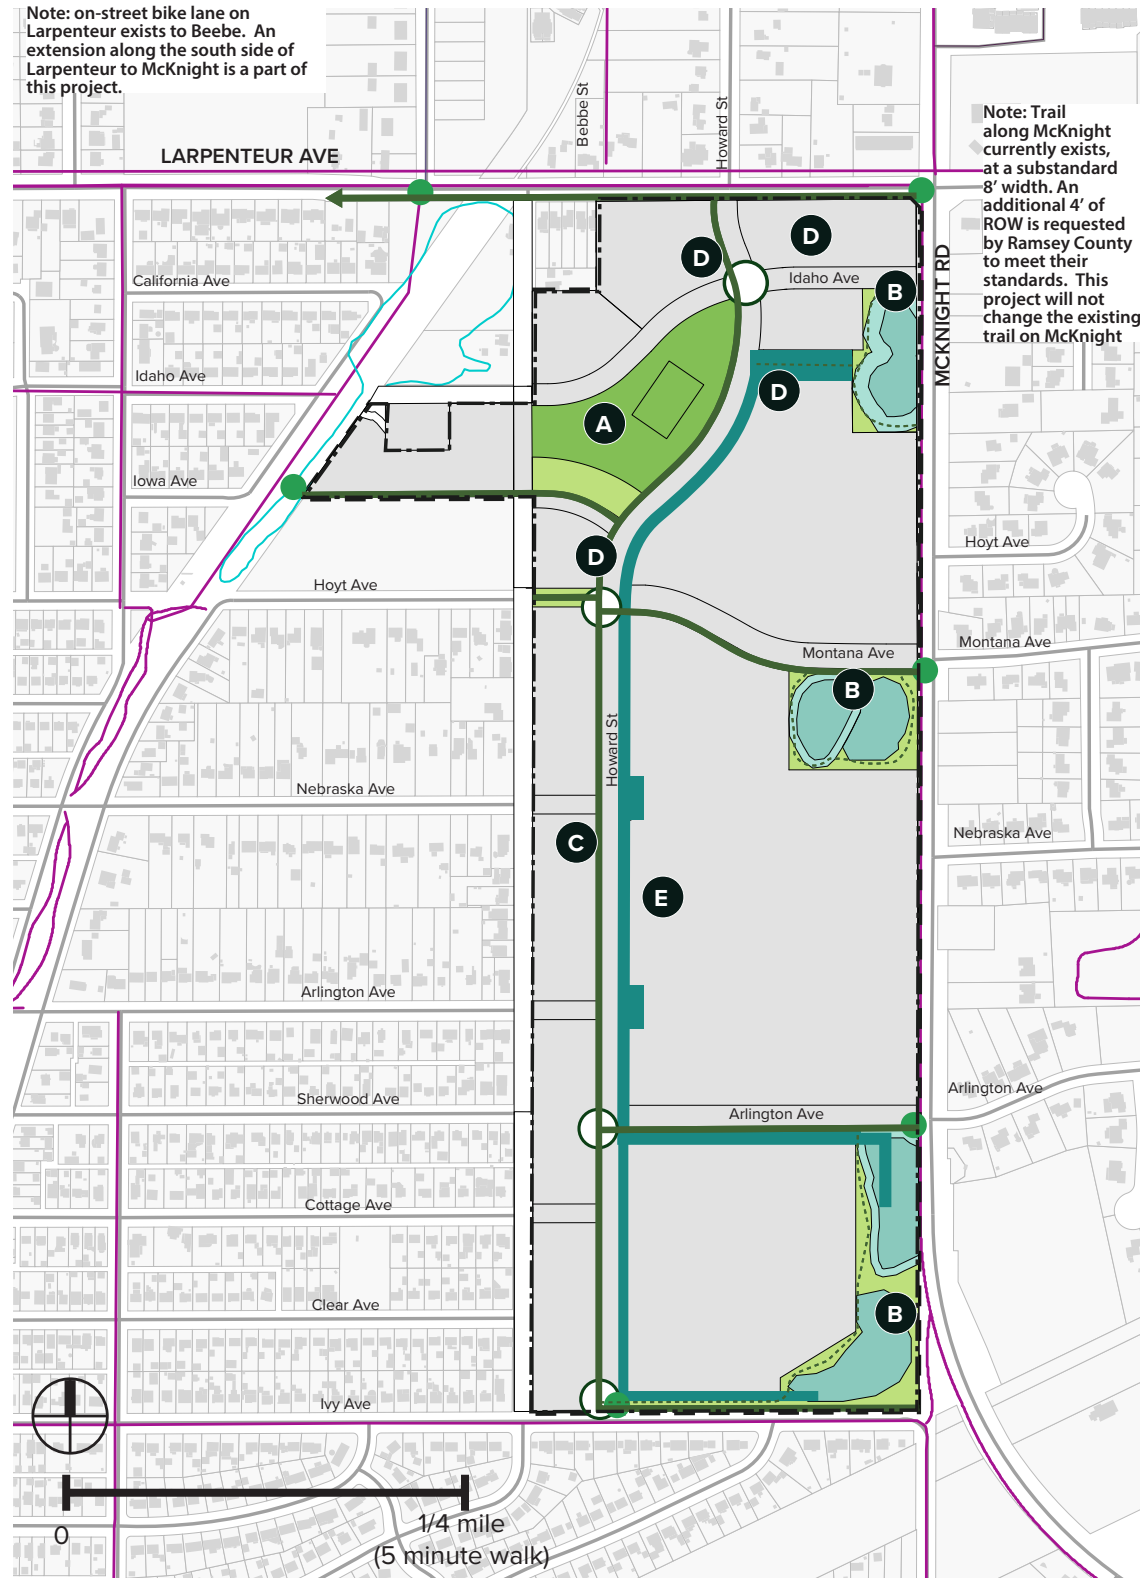 Note: on-street bike lane on
Larpenteur exists to Beebe.  An
extension along the south side of
Larpenteur to McKnight is a part of
this project.
Bebbe St
Howard St
Note: Trail
along McKnight
currently exists,
at a substandard
8' width. An
additional 4' of
ROW is requested
by Ramsey County
to meet their
standards.  This
project will not
change the existing
trail on McKnight
LARPENTEUR AVE
MCKNIGHT RD
D
D
California Ave
Idaho Ave
B
Idaho Ave
D
A
Iowa Ave
Hoyt Ave
D
Hoyt Ave
Montana Ave
Montana Ave
B
Howard St
Nebraska Ave
Nebraska Ave
C
E
Arlington Ave
Arlington Ave
Sherwood Ave
Arlington Ave
Cottage Ave
Clear Ave
B
Ivy Ave
0
1/4 mile
(5 minute walk)